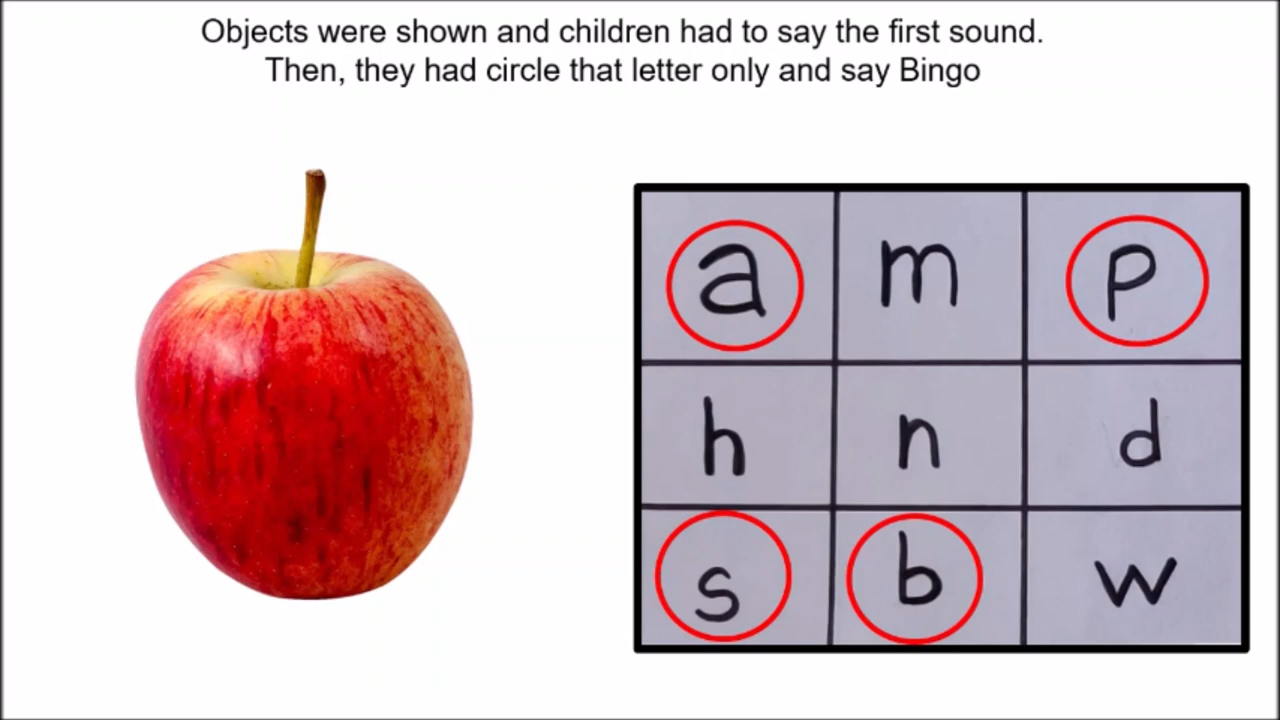 Objects were shown and children had to say the first sound.
Then, they had circle that letter only and say Bingo
a m p
h n d
s b w